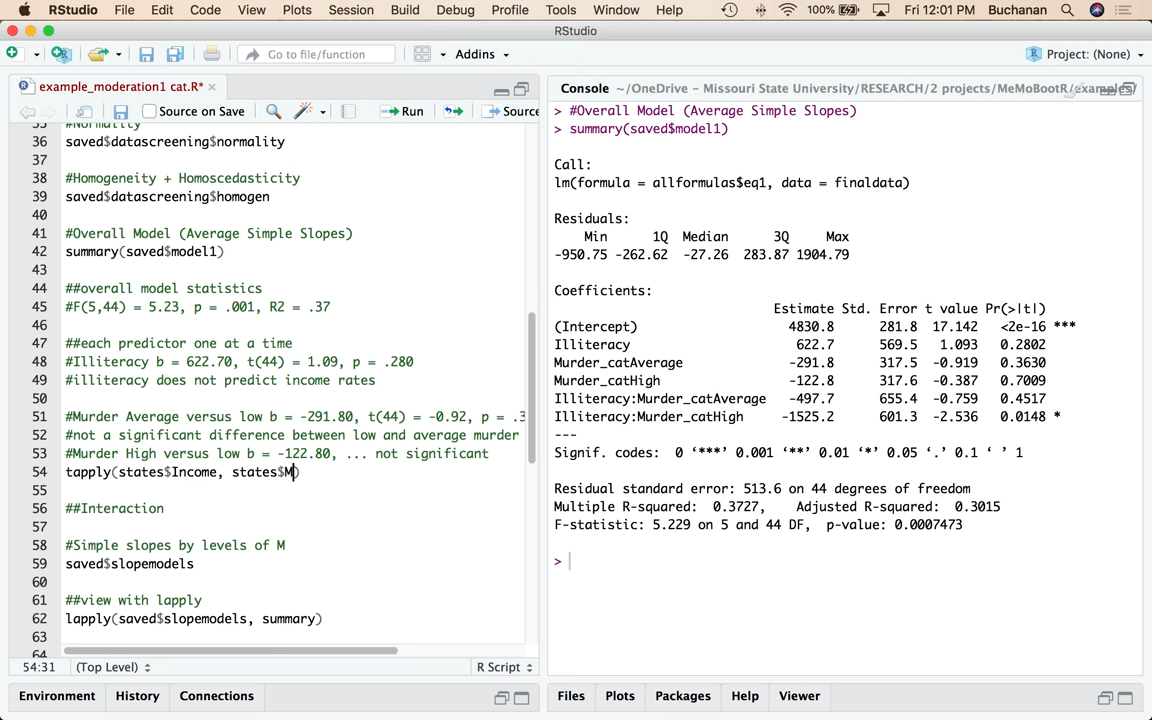 RStudio File Edit Code View Plots Session Build Debug Profile Tools Window Help 100% Fri 12:01 PM Buchanan
RStudio
Go to file/function Addins Project: (None)
example_moderation1 cat.R*
Source on Save Run Source
35 #Normality
36 saved$datascreening$normality
37
38 #Homogeneity + Homoscedasticity
39 saved$datascreening$homogen
40
41 #Overall Model (Average Simple Slopes)
42 summary(saved$model1)
43
44 ##overall model statistics
45 #F(5,44) = 5.23, p = .001, R2 = .37
46
47 ##each predictor one at a time
48 #Illiteracy b = 622.70, t(44) = 1.09, p = .280
49 #illiteracy does not predict income rates
50
51 #Murder Average versus low b = -291.80, t(44) = -0.92, p = .3
52 #not a significant difference between low and average murder
53 #Murder High versus low b = -122.80, ... not significant
54 tapply(states$Income, states$M)
55
56 ##Interaction
57
58 #Simple slopes by levels of M
59 saved$slopemodels
60
61 ##view with lapply
62 lapply(saved$slopemodels, summary)
63
64
54:31 (Top Level) R Script
Environment History Connections
Console ~/OneDrive - Missouri State University/RESEARCH/2 projects/MeMoBootR/examples/
> #Overall Model (Average Simple Slopes)
> summary(saved$model1)
Call:
lm(formula = allformulas$eq1, data = finaldata)
Residuals:
Min 1Q Median 3Q Max
-950.75 -262.62 -27.26 283.87 1904.79
Coefficients:
Estimate Std. Error t value Pr(>|t|)
(Intercept) 4830.8 281.8 17.142 <2e-16 ***
Illiteracy 622.7 569.5 1.093 0.2802
Murder_catAverage -291.8 317.5 -0.919 0.3630
Murder_catHigh -122.8 317.6 -0.387 0.7009
Illiteracy:Murder_catAverage -497.7 655.4 -0.759 0.4517
Illiteracy:Murder_catHigh -1525.2 601.3 -2.536 0.0148 *
---
Signif. codes: 0 ‘***’ 0.001 ‘**’ 0.01 ‘*’ 0.05 ‘.’ 0.1 ‘ ’ 1
Residual standard error: 513.6 on 44 degrees of freedom
Multiple R-squared: 0.3727, Adjusted R-squared: 0.3015
F-statistic: 5.229 on 5 and 44 DF, p-value: 0.0007473
>
Files Plots Packages Help Viewer